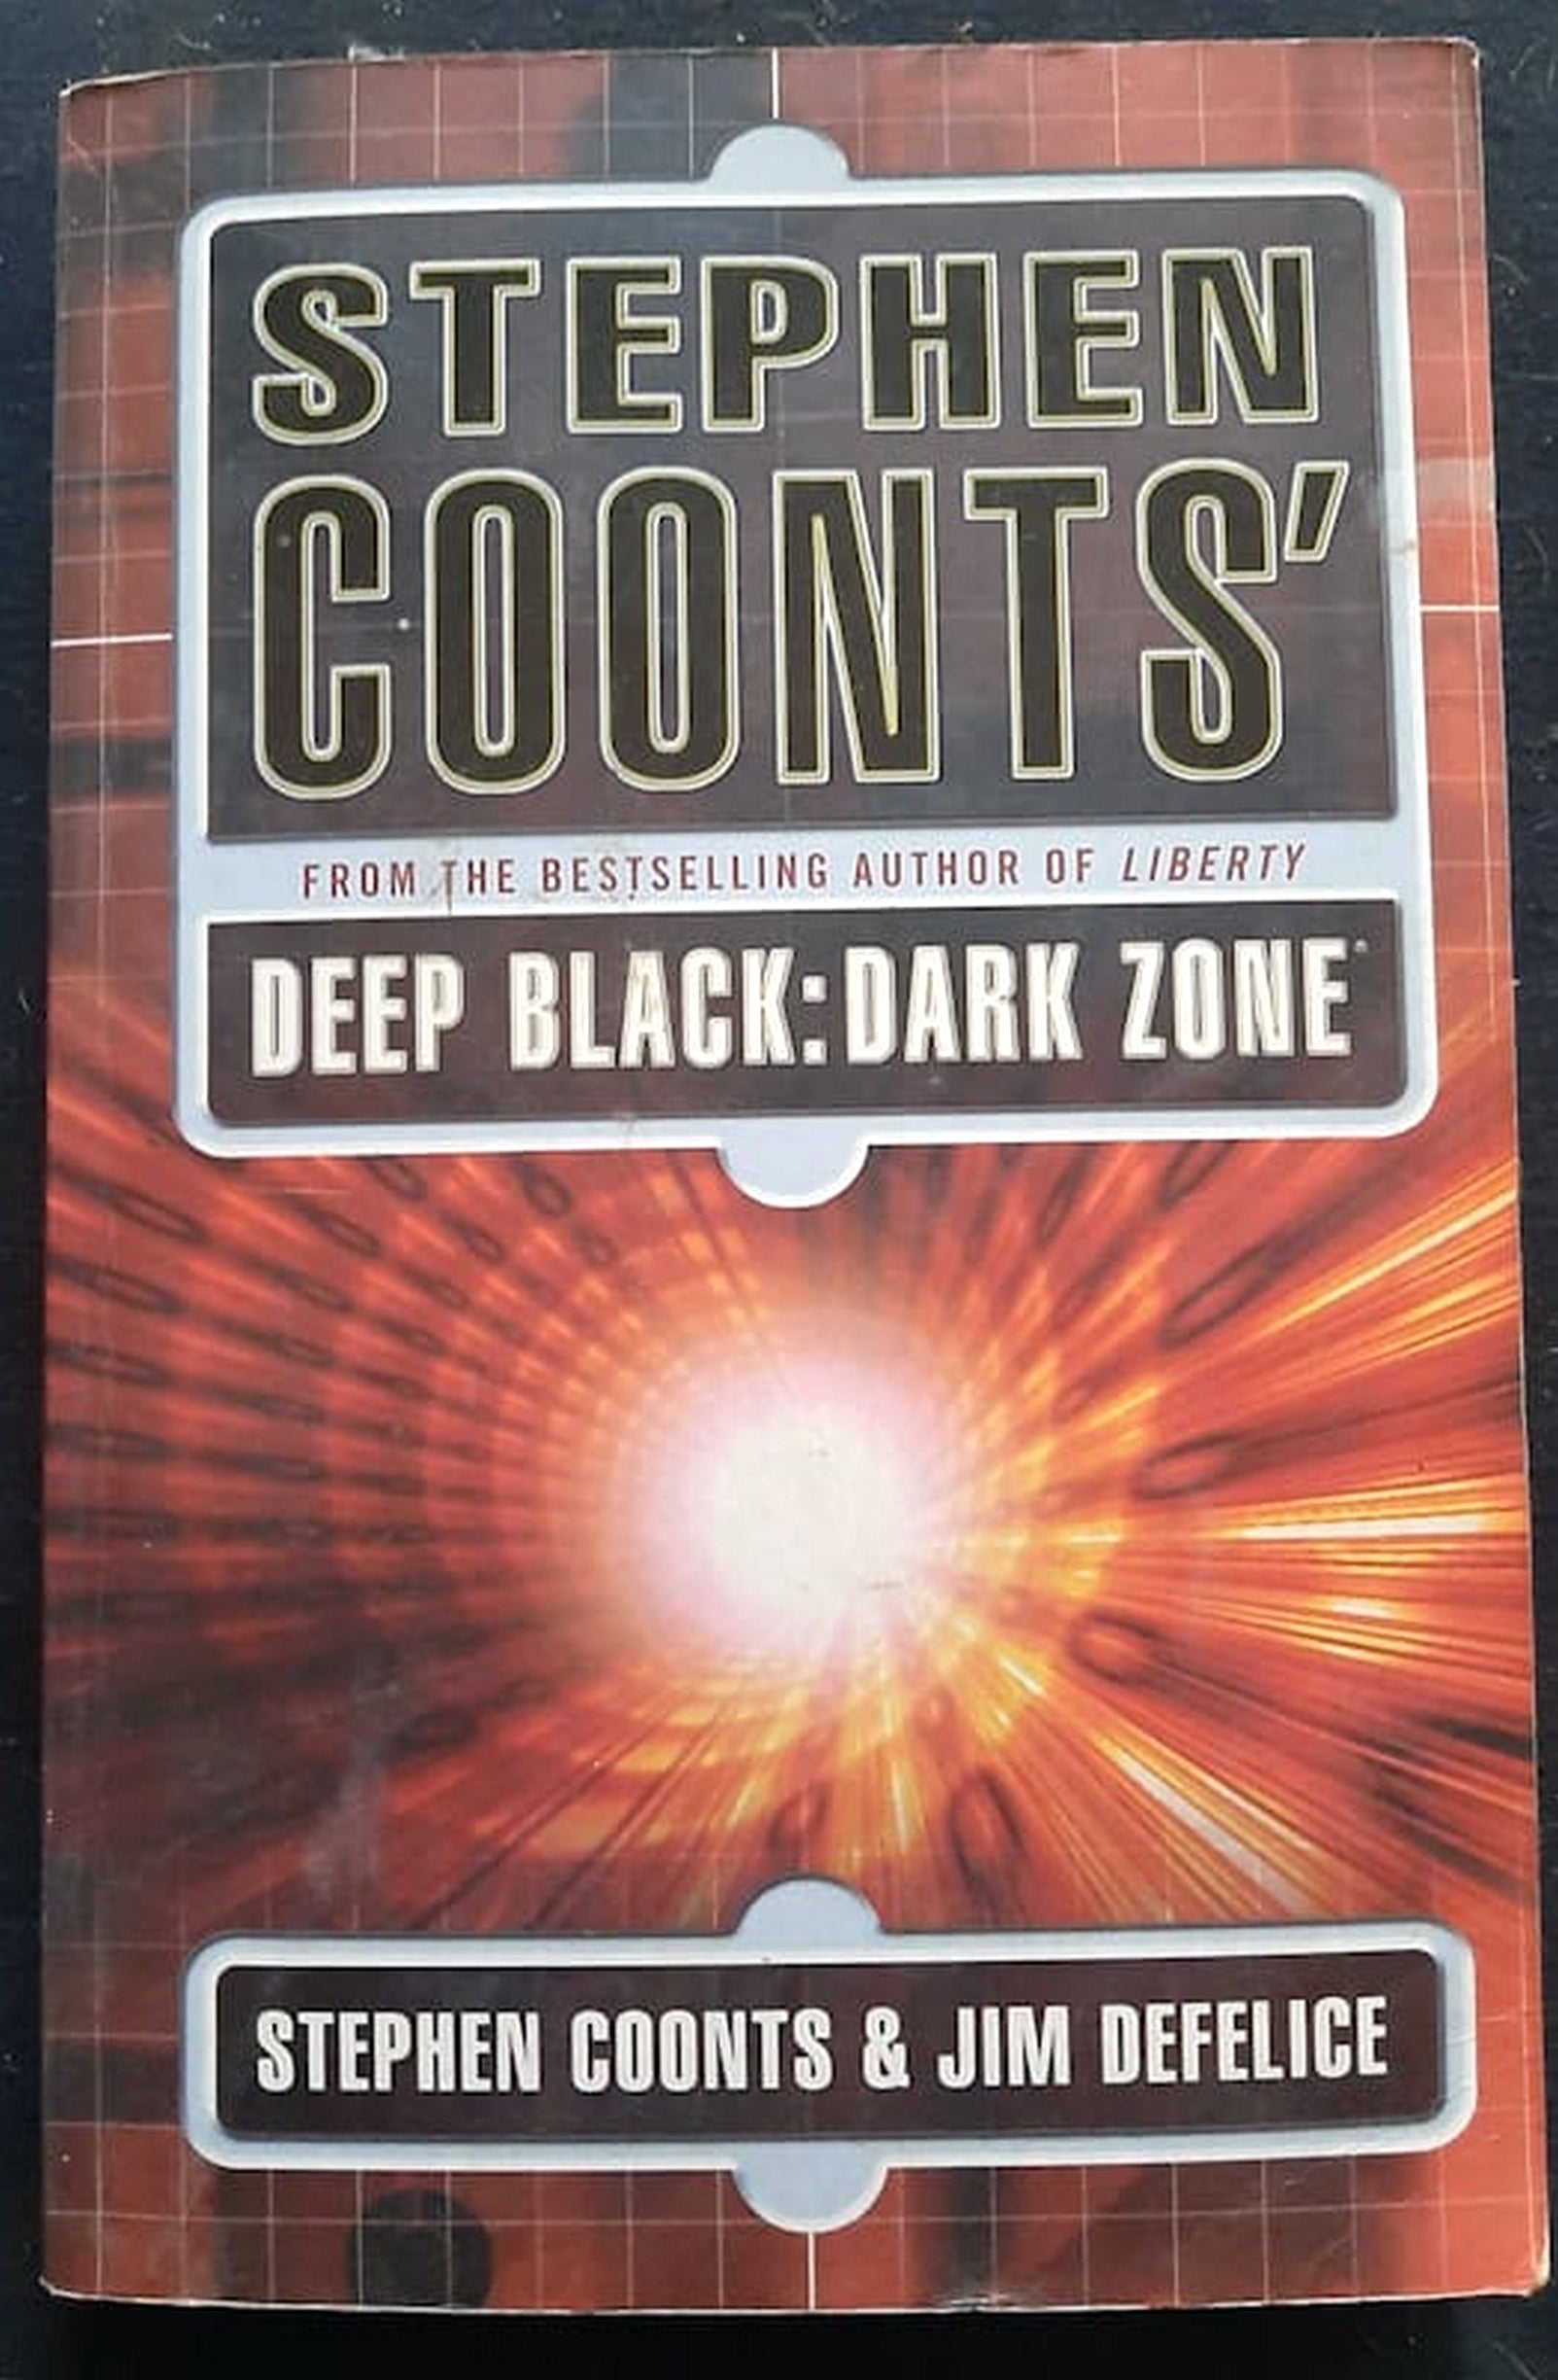 STEPHEN
COONTS'
FROM THE BESTSELLING AUTHOR OF LIBERTY
DEEP BLACK: DARK ZONE
STEPHEN COONTS & JIM DEFELICE